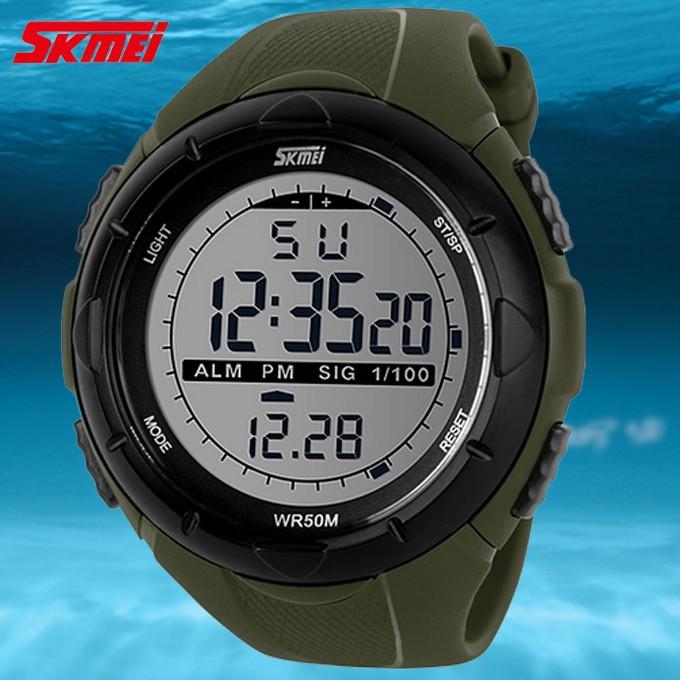 SKMEI
SKMEI
- +
LIGHT
ST/SP
SU
12:35 20
ALM PM SIG 1/100
12.28
MODE
RESET
WR50M